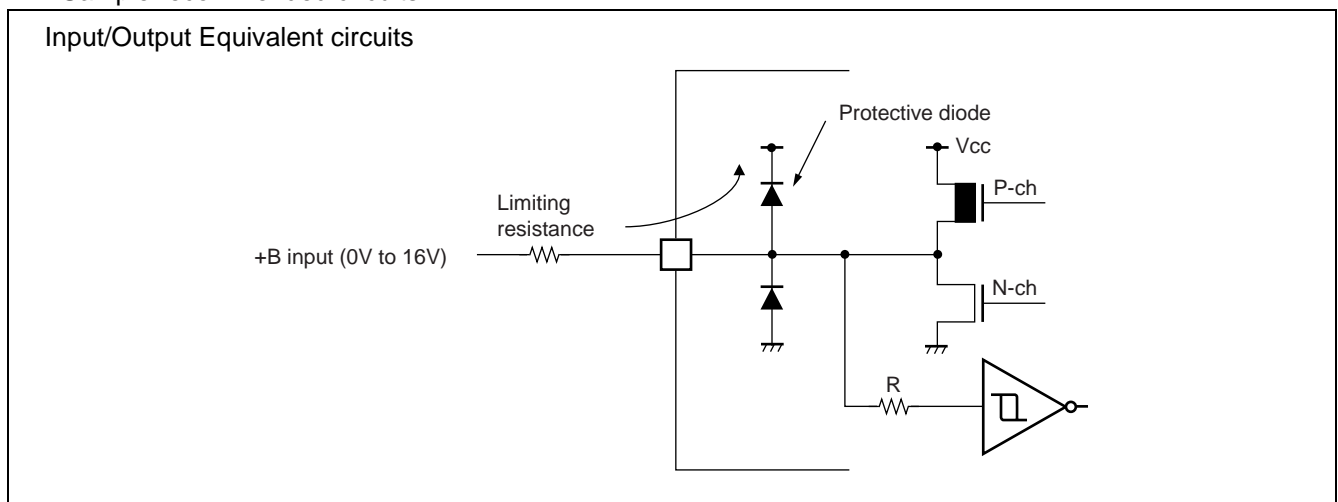 Input/Output Equivalent circuits
Protective diode
Vcc
P-ch
Limiting
resistance
+B input (0V to 16V)
N-ch
R